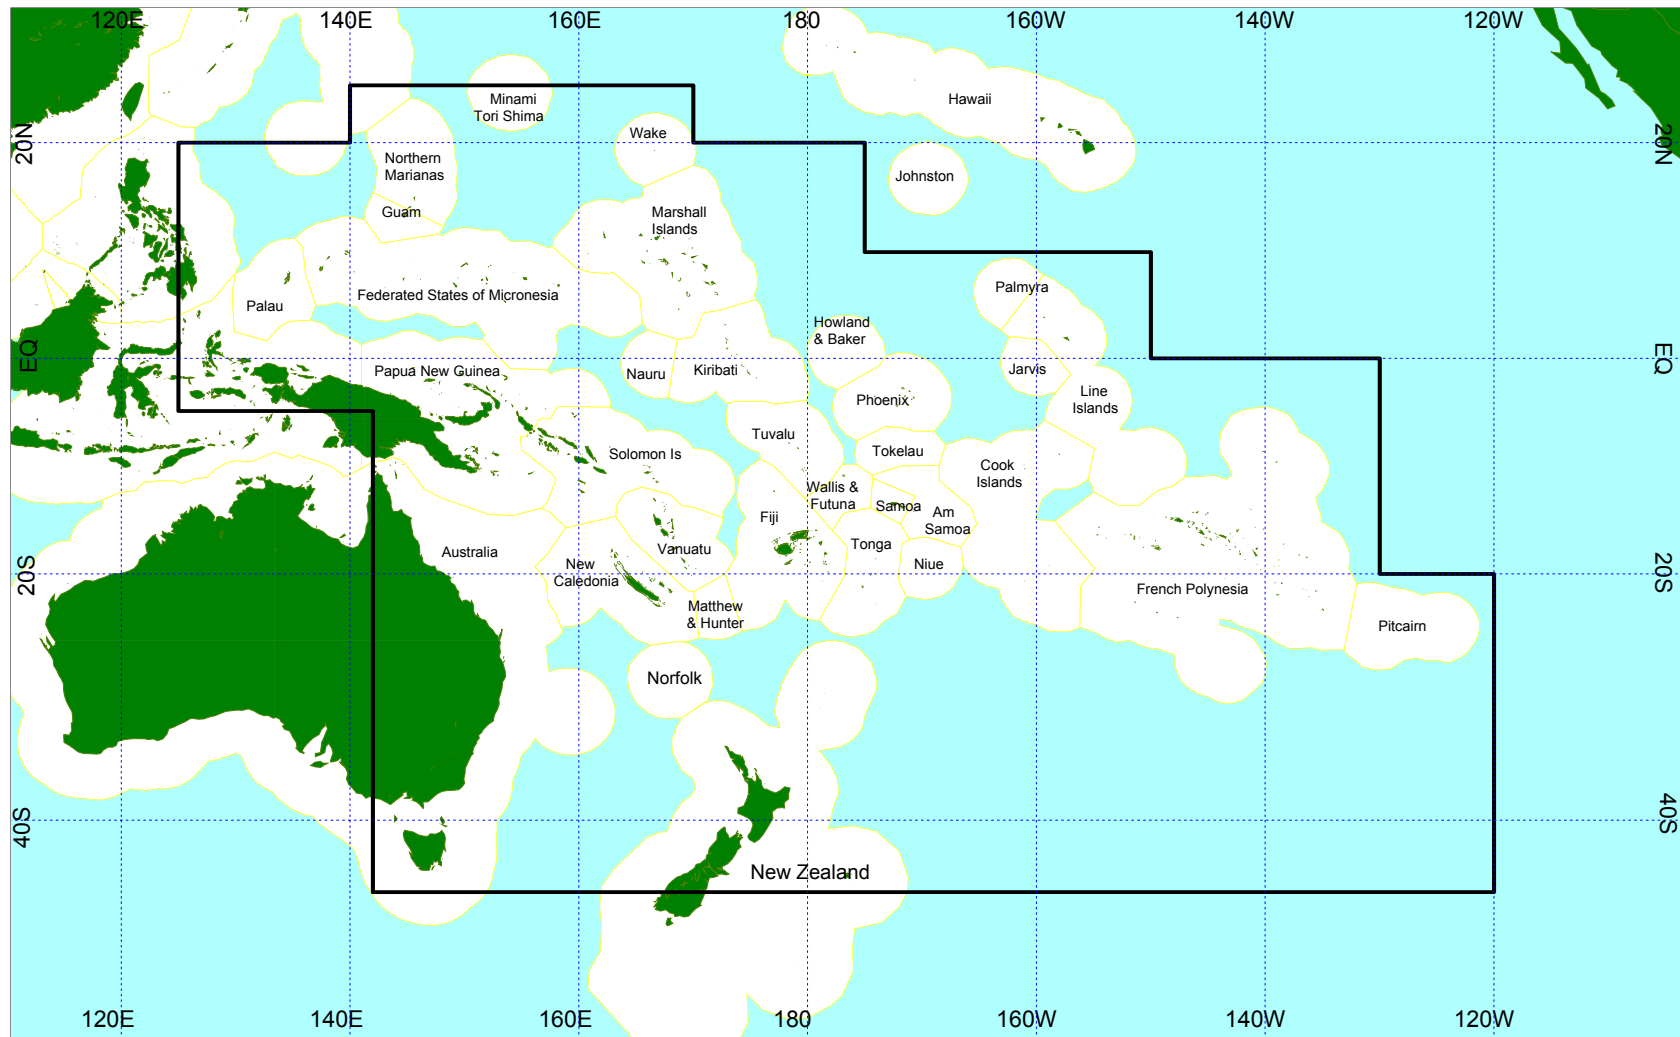 120E
140E
160E
180
160W
140W
120W
Minami
Tori Shima
Hawaii
Wake
20N
20N
Northern
Marianas
Johnston
Guam
Marshall
Islands
Palmyra
Federated States of Micronesia
Palau
Howland
& Baker
EQ
EQ
Papua New Guinea
Nauru
Kiribati
Jarvis
Phoenix
Line
Islands
Tuvalu
Tokelau
Solomon Is
Cook
Islands
Wallis &
Futuna
Samoa
Fiji
Am
Samoa
Australia
Vanuatu
Tonga
New
Caledonia
Niue
20S
20S
French Polynesia
Matthew
& Hunter
Pitcairn
Norfolk
40S
40S
New Zealand
120E
140E
160E
180
160W
140W
120W